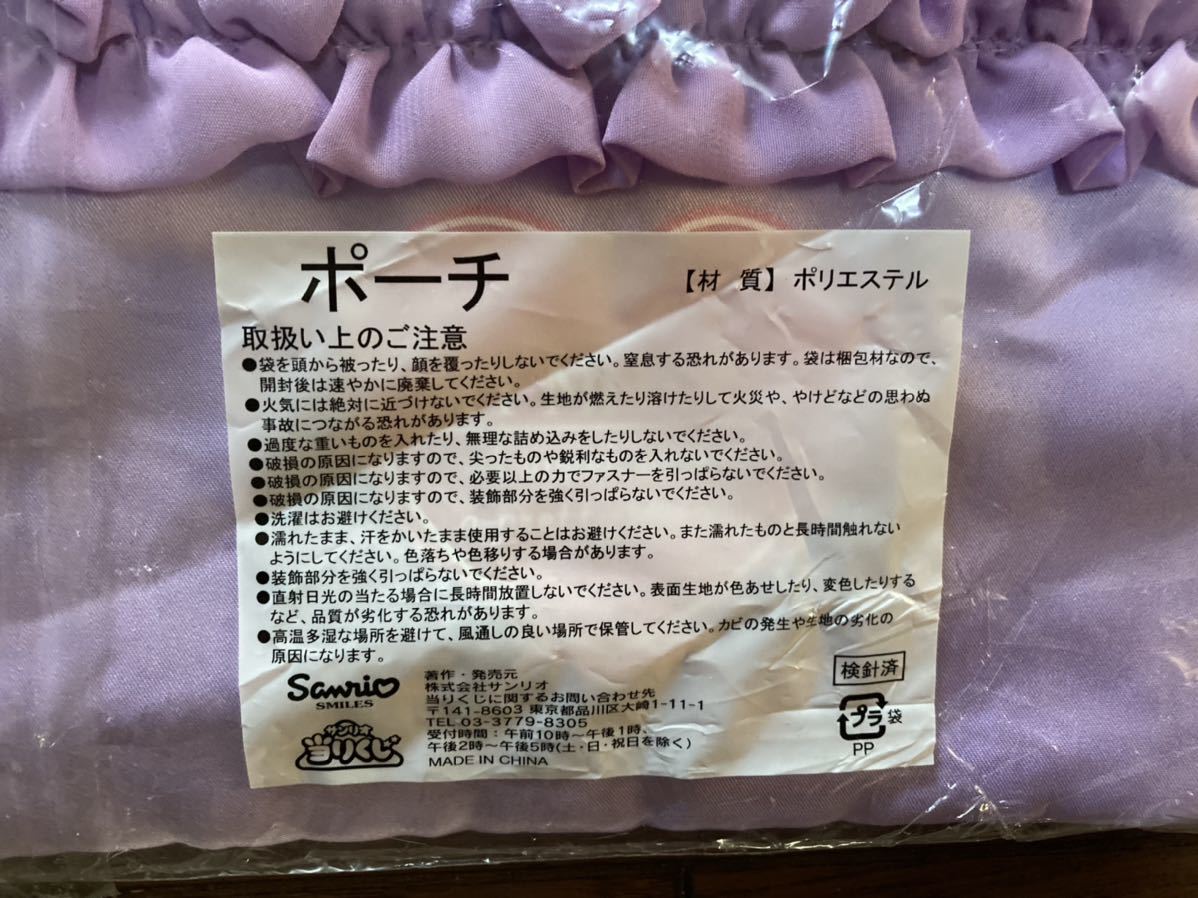 ポーチ
【材　質】ポリエステル
取扱い上のご注意
●袋を頭から被ったり、顔を覆ったりしないでください。窒息する恐れがあります。袋は梱包材なので、
開封後は速やかに廃棄してください。
●火気には絶対に近づけないでください。生地が燃えたり溶けたりして火災や、やけどなどの思わぬ
事故につながる恐れがあります。
●過度な重いものを入れたり、無理な詰め込みをしたりしないでください。
●破損の原因になりますので、尖ったものや鋭利なものを入れないでください。
●破損の原因になりますので、必要以上の力でファスナーを引っぱらないでください。
●破損の原因になりますので、装飾部分を強く引っぱらないでください。
●洗濯はお避けください。
●濡れたまま、汗をかいたまま使用することはお避けください。また濡れたものと長時間触れない
ようにしてください。色落ちや色移りする場合があります。
●装飾部分を強く引っぱらないでください。
●直射日光の当たる場合に長時間放置しないでください。表面生地が色あせしたり、変色したりする
など、品質が劣化する恐れがあります。
●高温多湿な場所を避けて、風通しの良い場所で保管してください。カビの発生や生地の劣化の
原因になります。
Sanrio
SMILES
サンリオ
当りくじ
著作・発売元
株式会社サンリオ
当りくじに関するお問い合わせ先
〒141-8603 東京都品川区大崎1-11-1
TEL 03-3779-8305
受付時間：午前10時～午後1時、
午後2時～午後5時(土・日・祝日を除く)
MADE IN CHINA
検針済
プラ 袋
PP